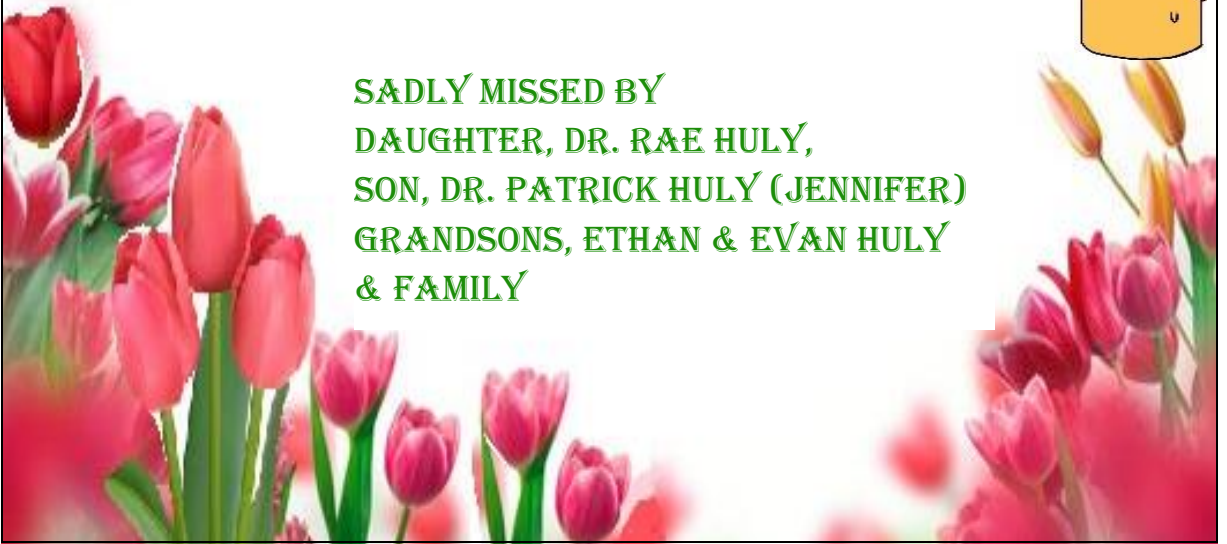 SADLY MISSED BY
DAUGHTER, DR. RAE HULY,
SON, DR. PATRICK HULY (JENNIFER)
GRANDSONS, ETHAN & EVAN HULY
& FAMILY